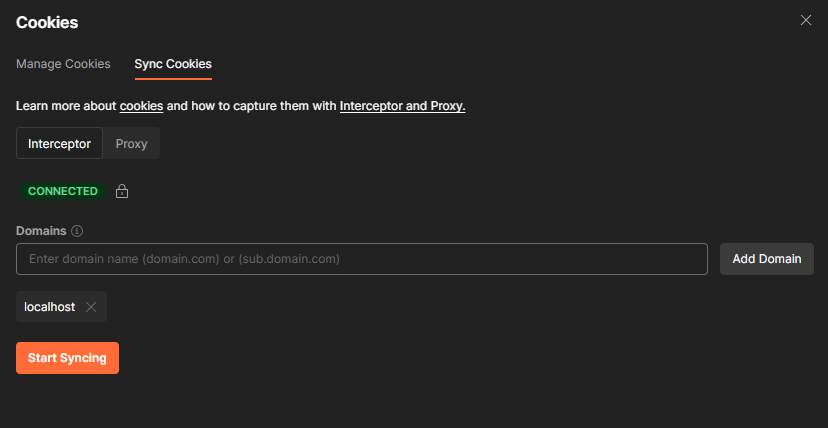 Cookies
Manage Cookies Sync Cookies
Learn more about cookies and how to capture them with Interceptor and Proxy.
Interceptor Proxy
CONNECTED
Domains
Enter domain name (domain.com) or (sub.domain.com) Add Domain
localhost
Start Syncing